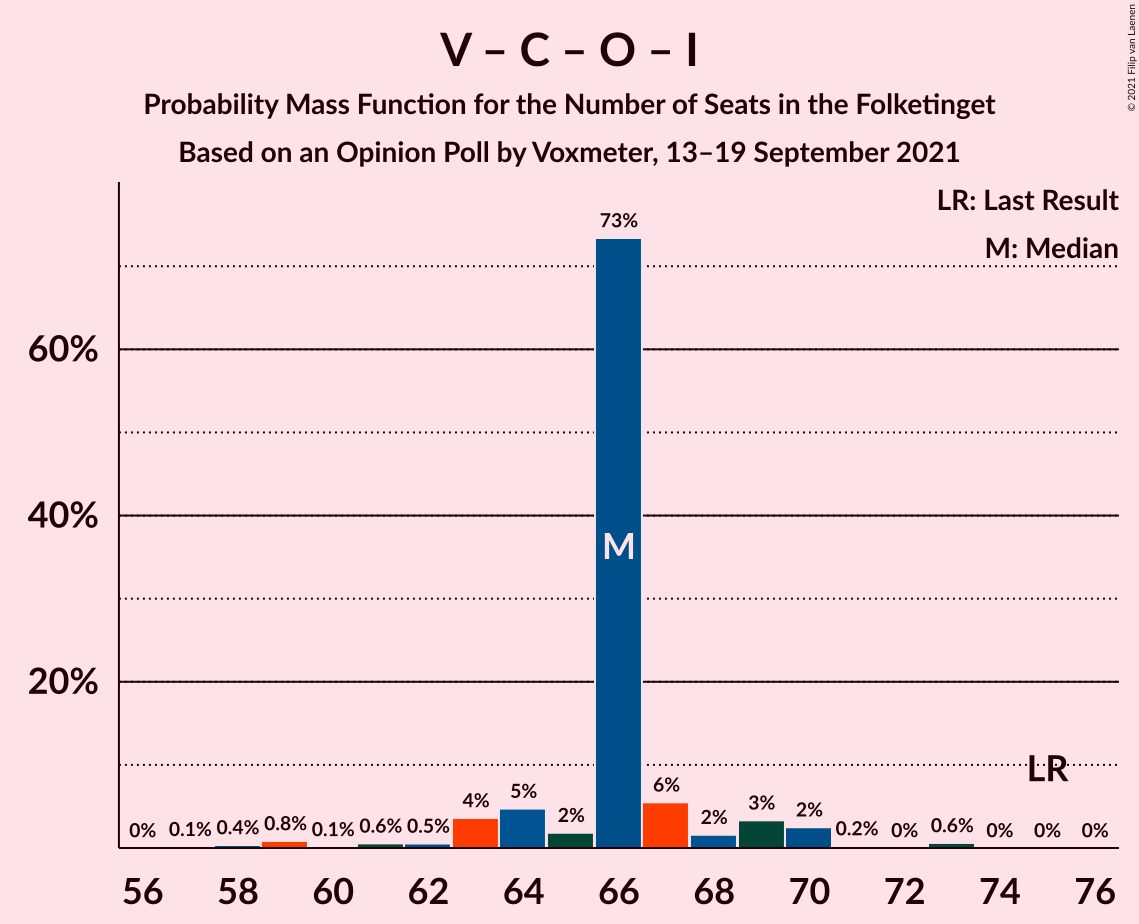 V – C – O – I
Probability Mass Function for the Number of Seats in the Folketinget
Based on an Opinion Poll by Voxmeter, 13–19 September 2021
© 2021 Filip van Laenen
LR: Last Result
M: Median
60%
40%
20%
0% 0.1% 0.4% 0.8% 0.1% 0.6% 0.5% 4% 5% 2% 73% 6% 2% 3% 2% 0.2% 0% 0.6% 0% 0% 0%
M
LR
56 58 60 62 64 66 68 70 72 74 76